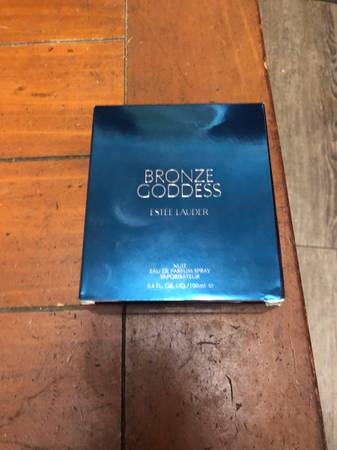 BRONZE
GODDESS
ESTEE LAUDER
NUIT
EAU DE PARFUM SPRAY
VAPORISATEUR
3.4 FL. OZ. LIQ./100ml ℮